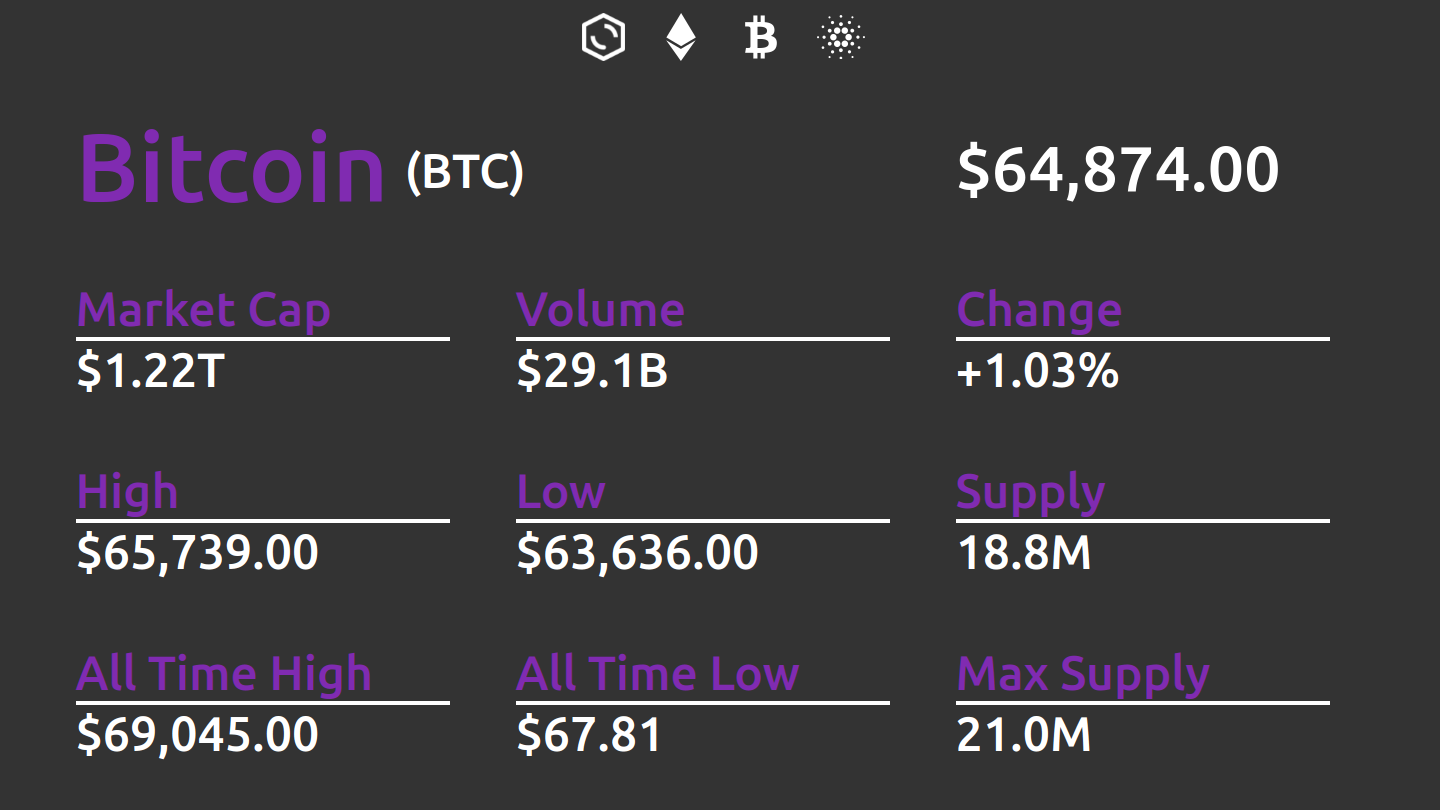 Bitcoin (BTC) $64,874.00
Market Cap Volume Change
$1.22T $29.1B +1.03%
High Low Supply
$65,739.00 $63,636.00 18.8M
All Time High All Time Low Max Supply
$69,045.00 $67.81 21.0M